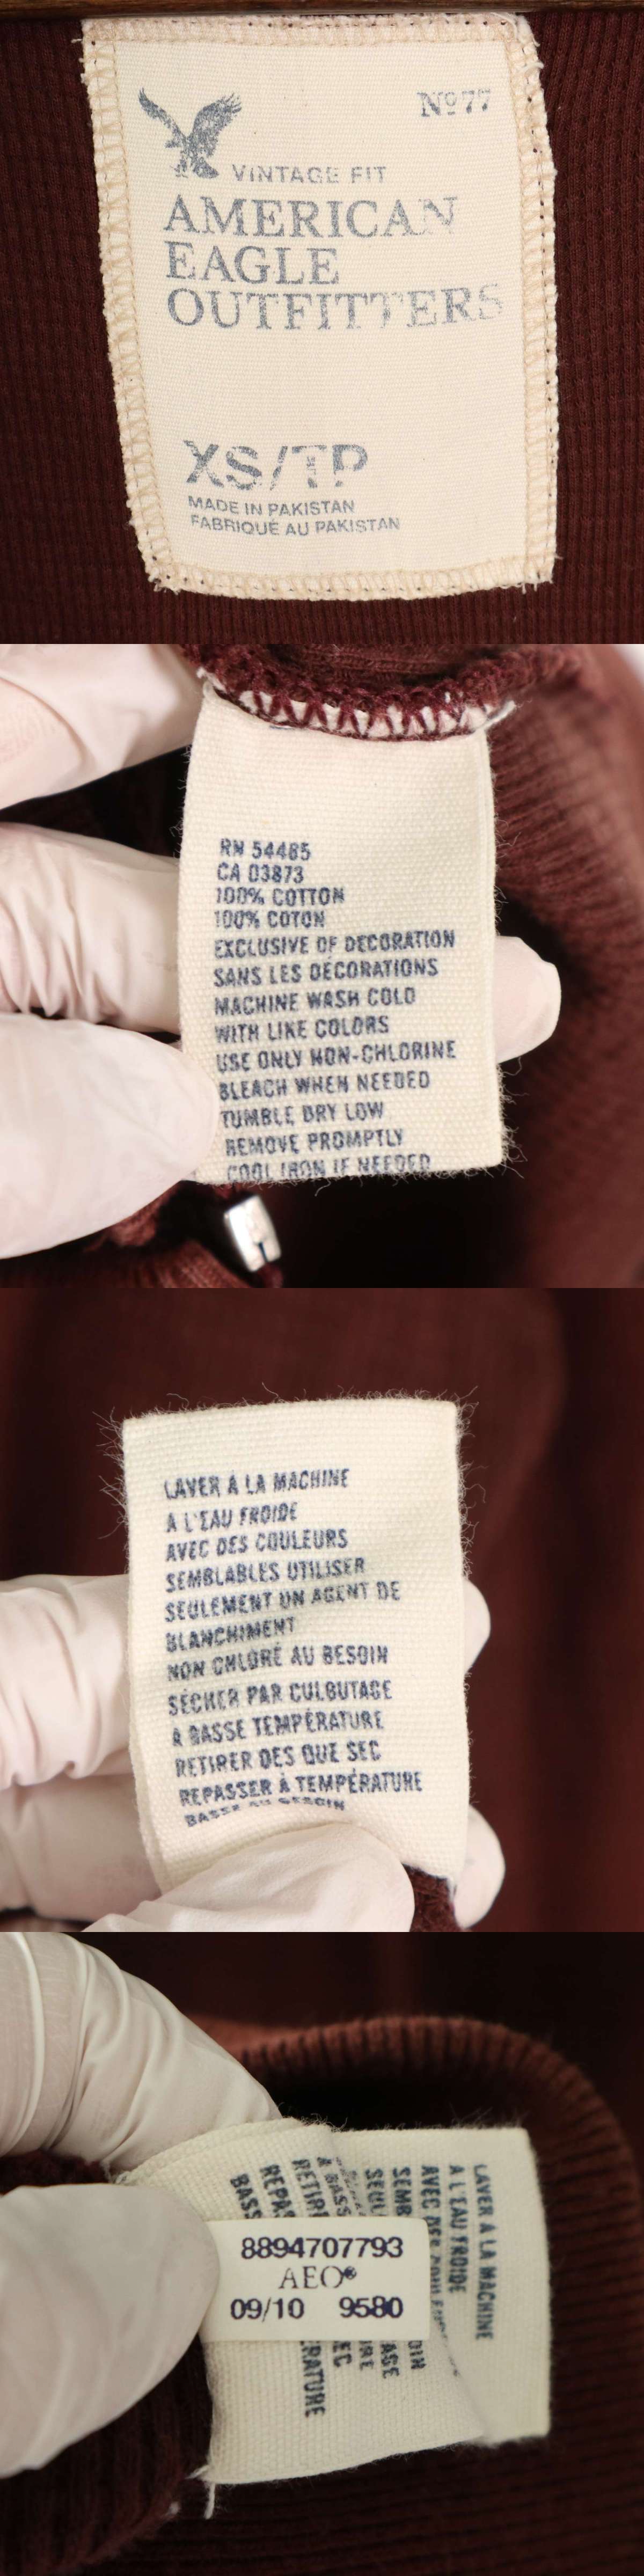 Nº77
VINTAGE FIT
AMERICAN
EAGLE
OUTFITTERS
XS/TP
MADE IN PAKISTAN
FABRIQUÉ AU PAKISTAN
RN 54485
CA 03873
100% COTTON
100% COTON
EXCLUSIVE OF DECORATION
SANS LES DECORATIONS
MACHINE WASH COLD
WITH LIKE COLORS
USE ONLY NON-CHLORINE
BLEACH WHEN NEEDED
TUMBLE DRY LOW
REMOVE PROMPTLY
COOL IRON IF NEEDED
LAVER A LA MACHINE
A L'EAU FROIDE
AVEC DES COULEURS
SEMBLABLES UTILISER
SEULEMENT UN AGENT DE
BLANCHIMENT
NON CHLORÉ AU BESOIN
SÉCHER PAR CULBUTAGE
À BASSE TEMPÉRATURE
RETIRER DES QUE SEC
REPASSER À TEMPÉRATURE
BASSE AU BESOIN
8894707793
AEO®
09/10 9580
LAVER A LA MACHINE
A L'EAU FROIDE